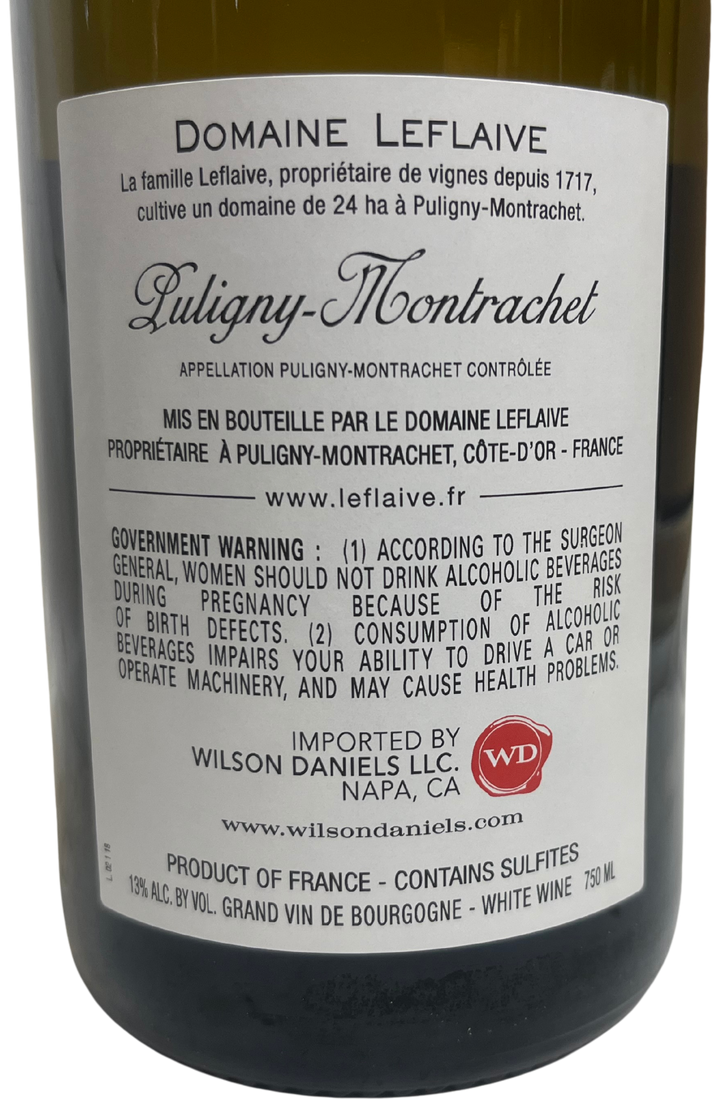 DOMAINE LEFLAIVE
La famille Leflaive, propriétaire de vignes depuis 1717,
cultive un domaine de 24 ha à Puligny-Montrachet.
Puligny-Montrachet
APPELLATION PULIGNY-MONTRACHET CONTRÔLÉE
MIS EN BOUTEILLE PAR LE DOMAINE LEFLAIVE
PROPRIÉTAIRE À PULIGNY-MONTRACHET, CÔTE-D'OR - FRANCE
www.leflaive.fr
GOVERNMENT WARNING : (1) ACCORDING TO THE SURGEON
GENERAL, WOMEN SHOULD NOT DRINK ALCOHOLIC BEVERAGES
DURING PREGNANCY BECAUSE OF THE RISK
OF BIRTH DEFECTS. (2) CONSUMPTION OF ALCOHOLIC
BEVERAGES IMPAIRS YOUR ABILITY TO DRIVE A CAR OR
OPERATE MACHINERY, AND MAY CAUSE HEALTH PROBLEMS.
IMPORTED BY
WILSON DANIELS LLC.
NAPA, CA
WD
www.wilsondaniels.com
PRODUCT OF FRANCE - CONTAINS SULFITES
13% ALC. BY VOL. GRAND VIN DE BOURGOGNE - WHITE WINE 750 ML